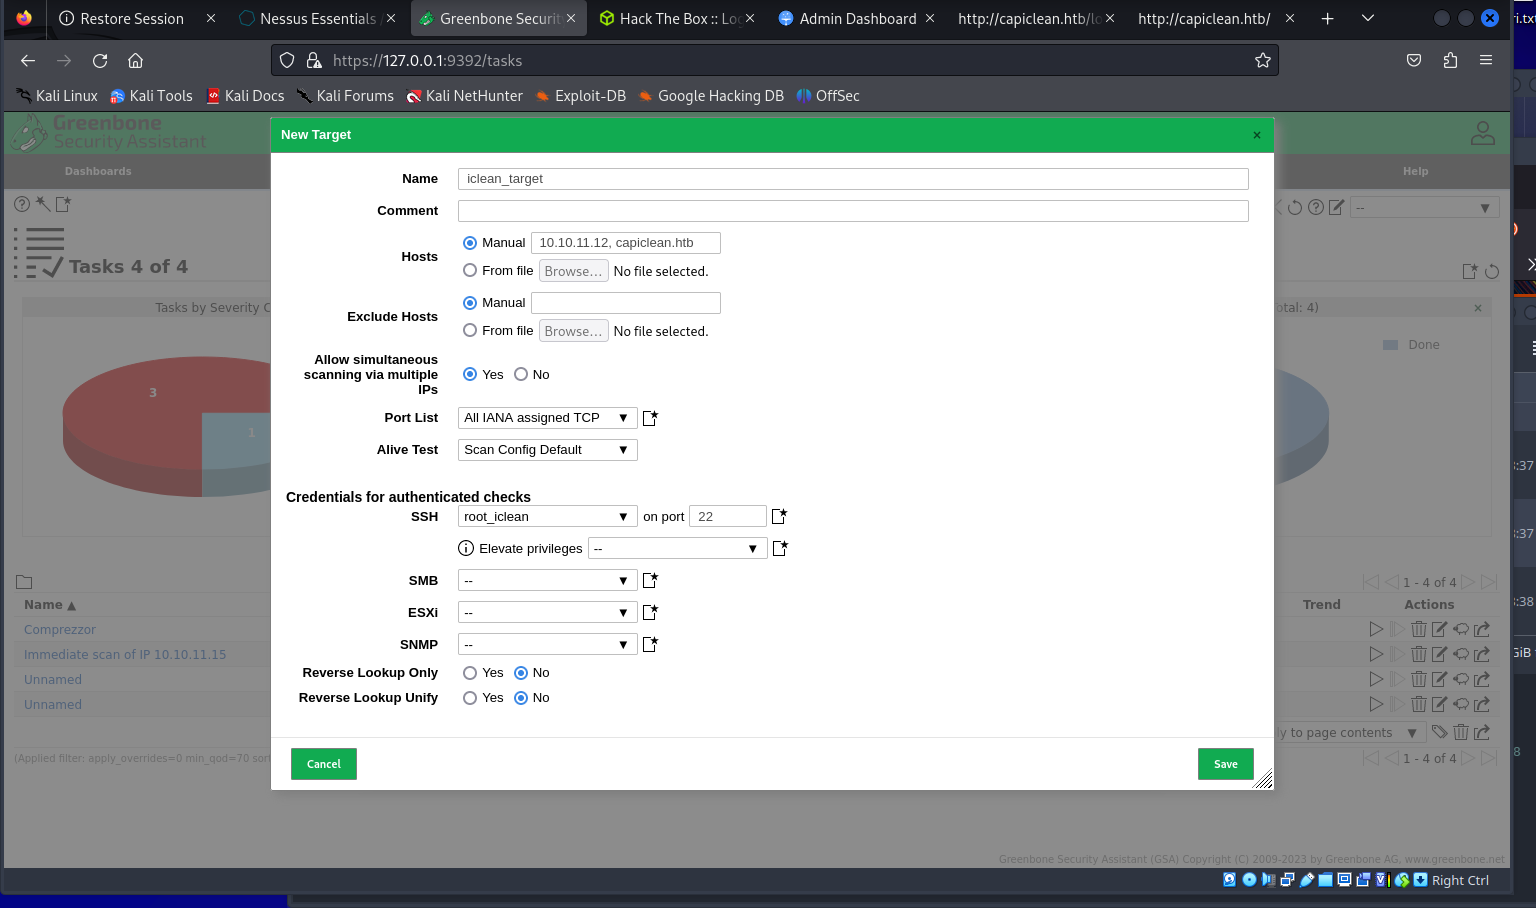 Restore Session × Nessus Essentials / × Greenbone Securit × Hack The Box :: Lo × Admin Dashboard × http://capiclean.htb/lo × http://capiclean.htb/ ×
https://127.0.0.1:9392/tasks
Kali Linux Kali Tools Kali Docs Kali Forums Kali NetHunter Exploit-DB Google Hacking DB OffSec
Greenbone
Security Assistant
New Target ×
Dashboards Help
Name iclean_target
Comment
--
Hosts Manual 10.10.11.12, capiclean.htb
From file Browse... No file selected.
Tasks 4 of 4
Exclude Hosts Manual
From file Browse... No file selected.
Tasks by Severity C
otal: 4) ×
Done
Allow simultaneous scanning via multiple IPs Yes No
3
1
Port List All IANA assigned TCP
Alive Test Scan Config Default
Credentials for authenticated checks
SSH root_iclean on port 22
Elevate privileges --
SMB --
ESXi --
SNMP --
Reverse Lookup Only Yes No
Reverse Lookup Unify Yes No
Cancel Save
1 - 4 of 4
Name Trend Actions
Comprezzor
Immediate scan of IP 10.10.11.15
Unnamed
Unnamed
ly to page contents
(Applied filter: apply_overrides=0 min_qod=70 sort
1 - 4 of 4
Greenbone Security Assistant (GSA) Copyright (C) 2009-2023 by Greenbone AG, www.greenbone.net
Right Ctrl
ri.txt
:37
:37
:38
GiB
8